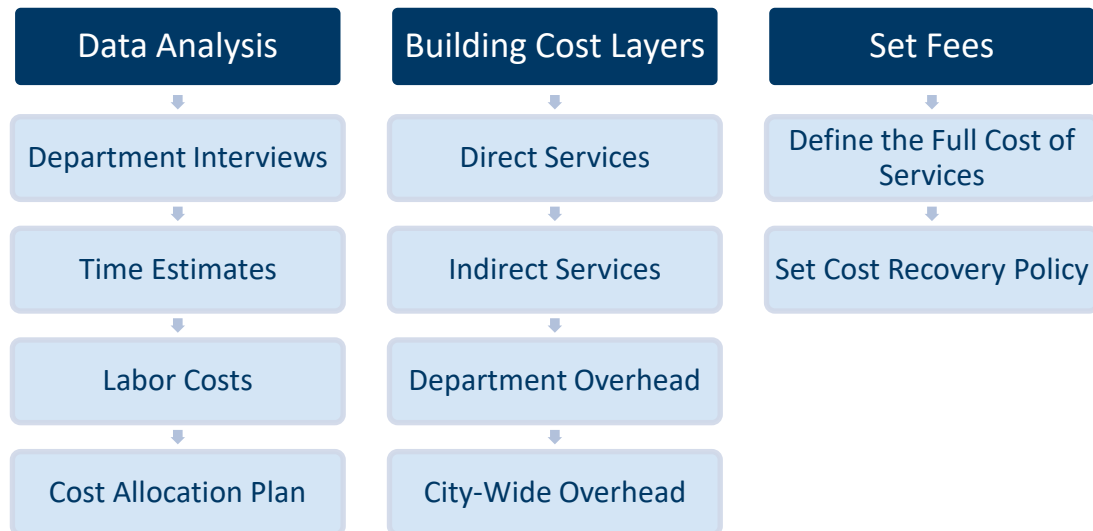 Data Analysis
Department Interviews
Time Estimates
Labor Costs
Cost Allocation Plan
Building Cost Layers
Direct Services
Indirect Services
Department Overhead
City-Wide Overhead
Set Fees
Define the Full Cost of
Services
Set Cost Recovery Policy